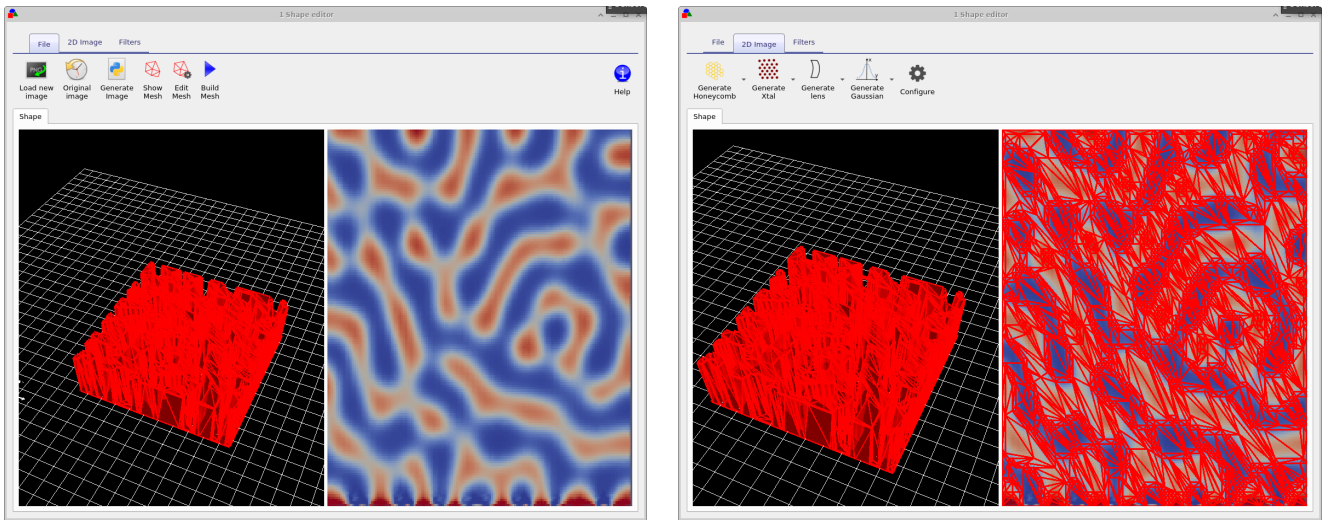 1 Shape editor
File 2D Image Filters
PNG
Load new image
Original image
Generate Image
Show Mesh
Edit Mesh
Build Mesh
Help
Shape
1 Shape editor
File 2D Image Filters
Generate Honeycomb
Generate Xtal
Generate lens
Generate Gaussian
Configure
Shape